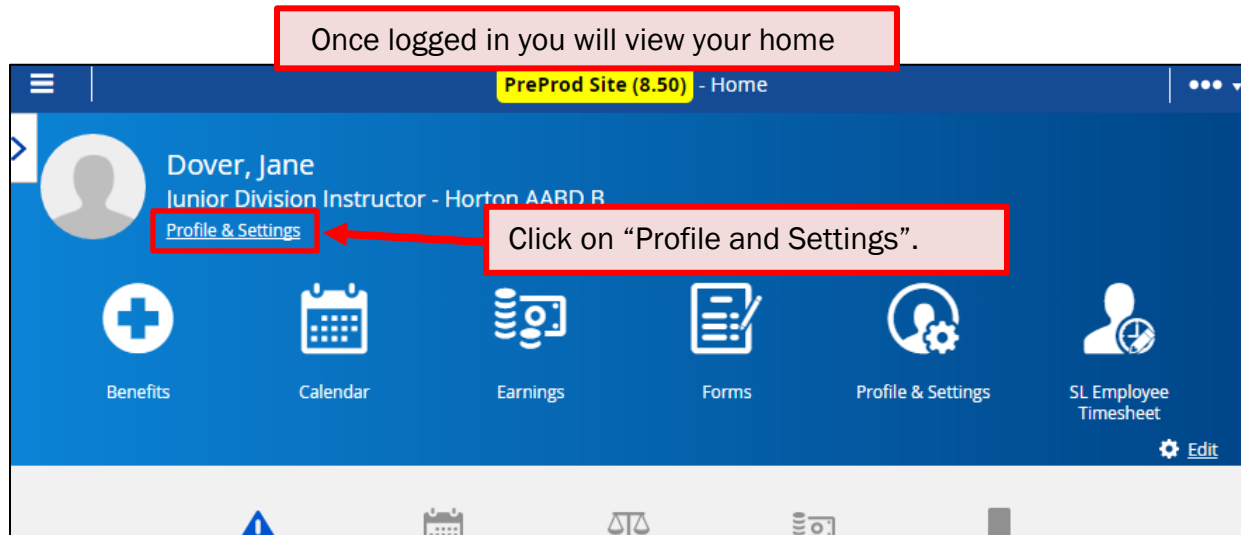 Once logged in you will view your home
PreProd Site (8.50) - Home
Dover, Jane
Junior Division Instructor - Horton AABD B
Profile & Settings
Click on “Profile and Settings”.
Benefits
Calendar
Earnings
Forms
Profile & Settings
SL Employee
Timesheet
Edit